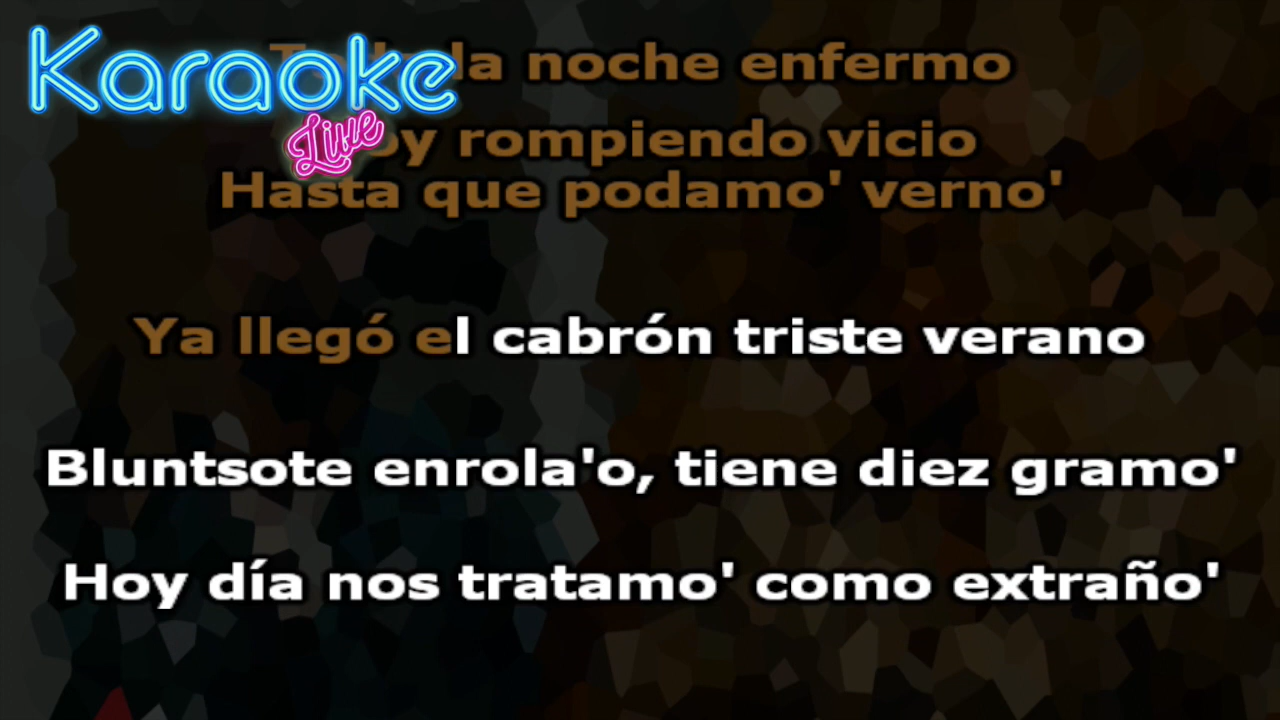 Karaoke
Live
la noche enfermo
rompiendo vicio
Hasta que podamo' verno'
Ya llegó el cabrón triste verano
Bluntsote enrola'o, tiene diez gramo'
Hoy día nos tratamo' como extraño'